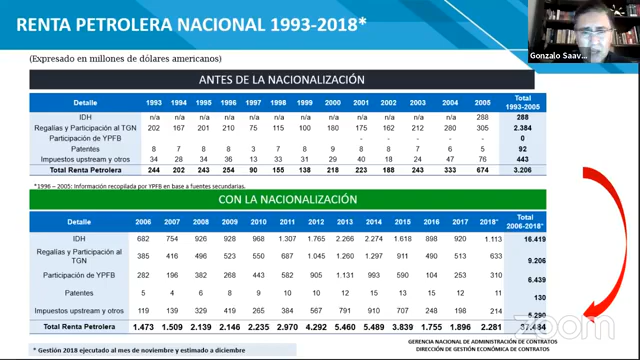 RENTA PETROLERA NACIONAL 1993-2018*
Gonzalo Saav...
(Expresado en millones de dólares americanos)
ANTES DE LA NACIONALIZACIÓN
Detalle 1993 1994 1995 1996 1997 1998 1999 2000 2001 2002 2003 2004 2005 Total 1993-2005
IDH n/a n/a n/a n/a n/a n/a n/a n/a n/a n/a n/a n/a 288 288
Regalías y Participación al TGN 202 167 201 210 75 115 100 180 175 162 212 280 305 2.384
Participación de YPFB - - - - - 0
Patentes 8 7 8 7 3 7 8 9 8 8 7 6 5 92
Impuestos upstream y otros 34 28 34 36 13 33 31 29 40 18 24 47 76 443
Total Renta Petrolera 244 202 243 254 90 155 138 218 223 188 243 333 674 3.206
*1996 – 2005: Información recopilada por YPFB en base a fuentes secundarias.
CON LA NACIONALIZACIÓN
Detalle 2006 2007 2008 2009 2010 2011 2012 2013 2014 2015 2016 2017 2018* Total 2006-2018*
IDH 682 754 926 928 968 1.307 1.765 2.266 2.274 1.618 898 920 1.113 16.419
Regalías y Participación al TGN 385 416 496 523 550 687 1.045 1.260 1.297 911 490 513 633 9.206
Participación de YPFB 282 196 382 268 443 582 905 1.131 993 590 104 253 310 6.439
Patentes 5 4 6 8 9 10 10 12 15 13 15 12 11 130
Impuestos upstream y otros 119 139 329 419 265 384 567 791 910 707 248 198 214 5.290
Total Renta Petrolera 1.473 1.509 2.139 2.146 2.235 2.970 4.292 5.460 5.489 3.839 1.755 1.896 2.281 37.484
zoom
* Gestión 2018 ejecutado al mes de noviembre y estimado a diciembre
GERENCIA NACIONAL DE ADMINISTRACIÓN DE CONTRATOS
DIRECCIÓN DE GESTIÓN ECONÓMICA DE CONTRATOS